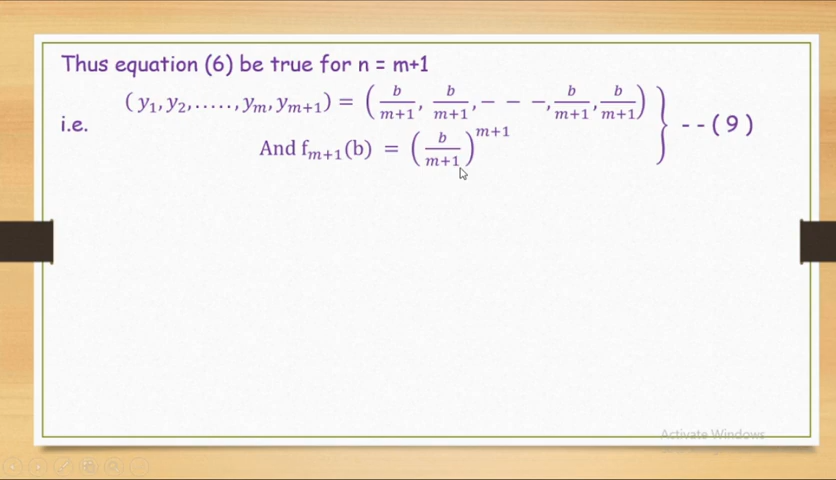 Thus equation (6) be true for n = m+1
i.e. ( y₁, y₂, . . . . . , yₘ, yₘ₊₁) = (b/m+1, b/m+1, − − −, b/m+1, b/m+1)
And fₘ₊₁(b) = (b/m+1)^m+1 } - - ( 9 )
Activate Windows